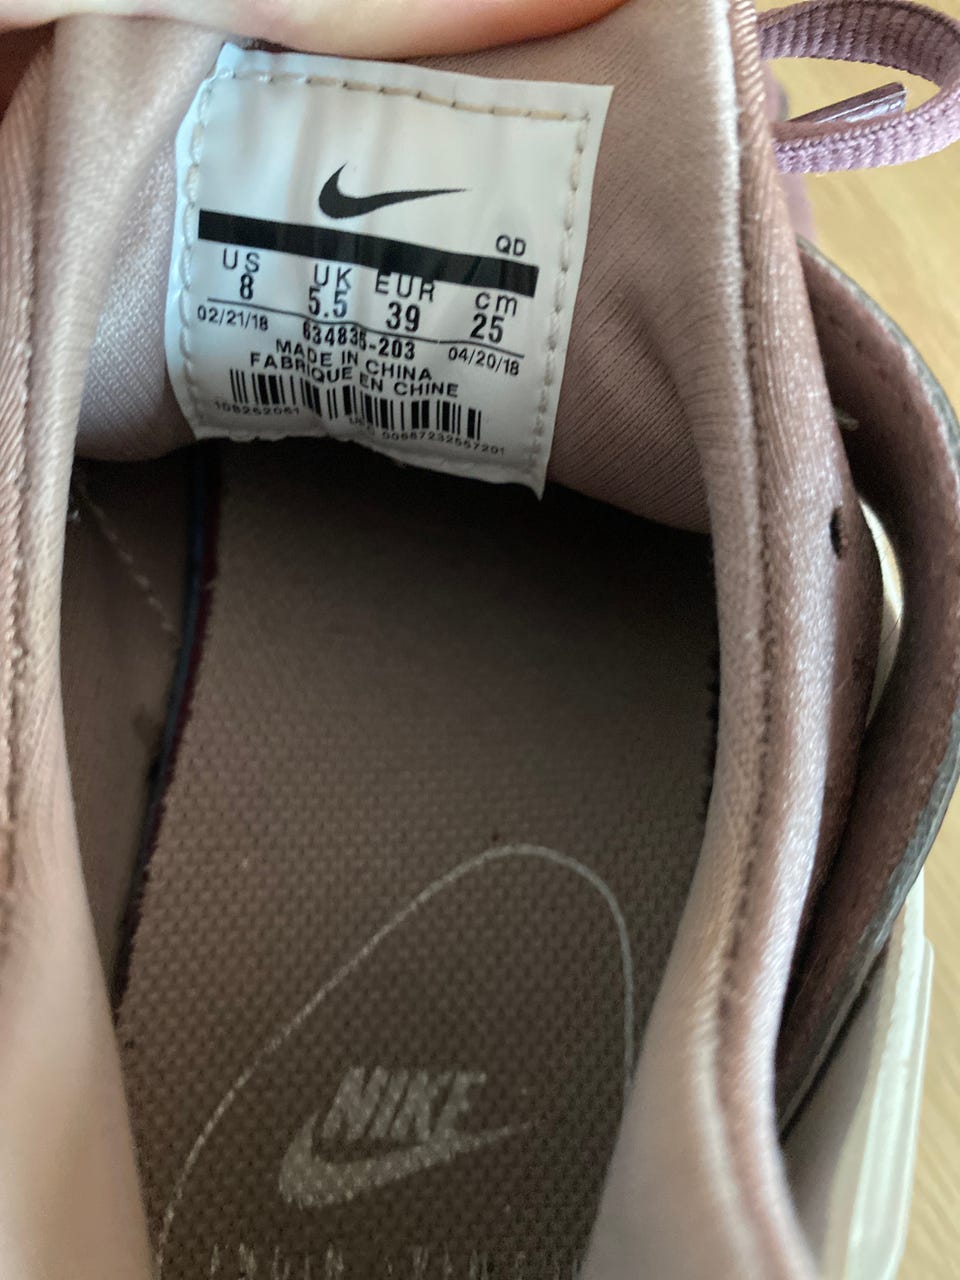 QD
US UK EUR cm
8 5.5 39 25
02/21/18 634835-203 04/20/18
MADE IN CHINA
FABRIQUE EN CHINE
NIKE